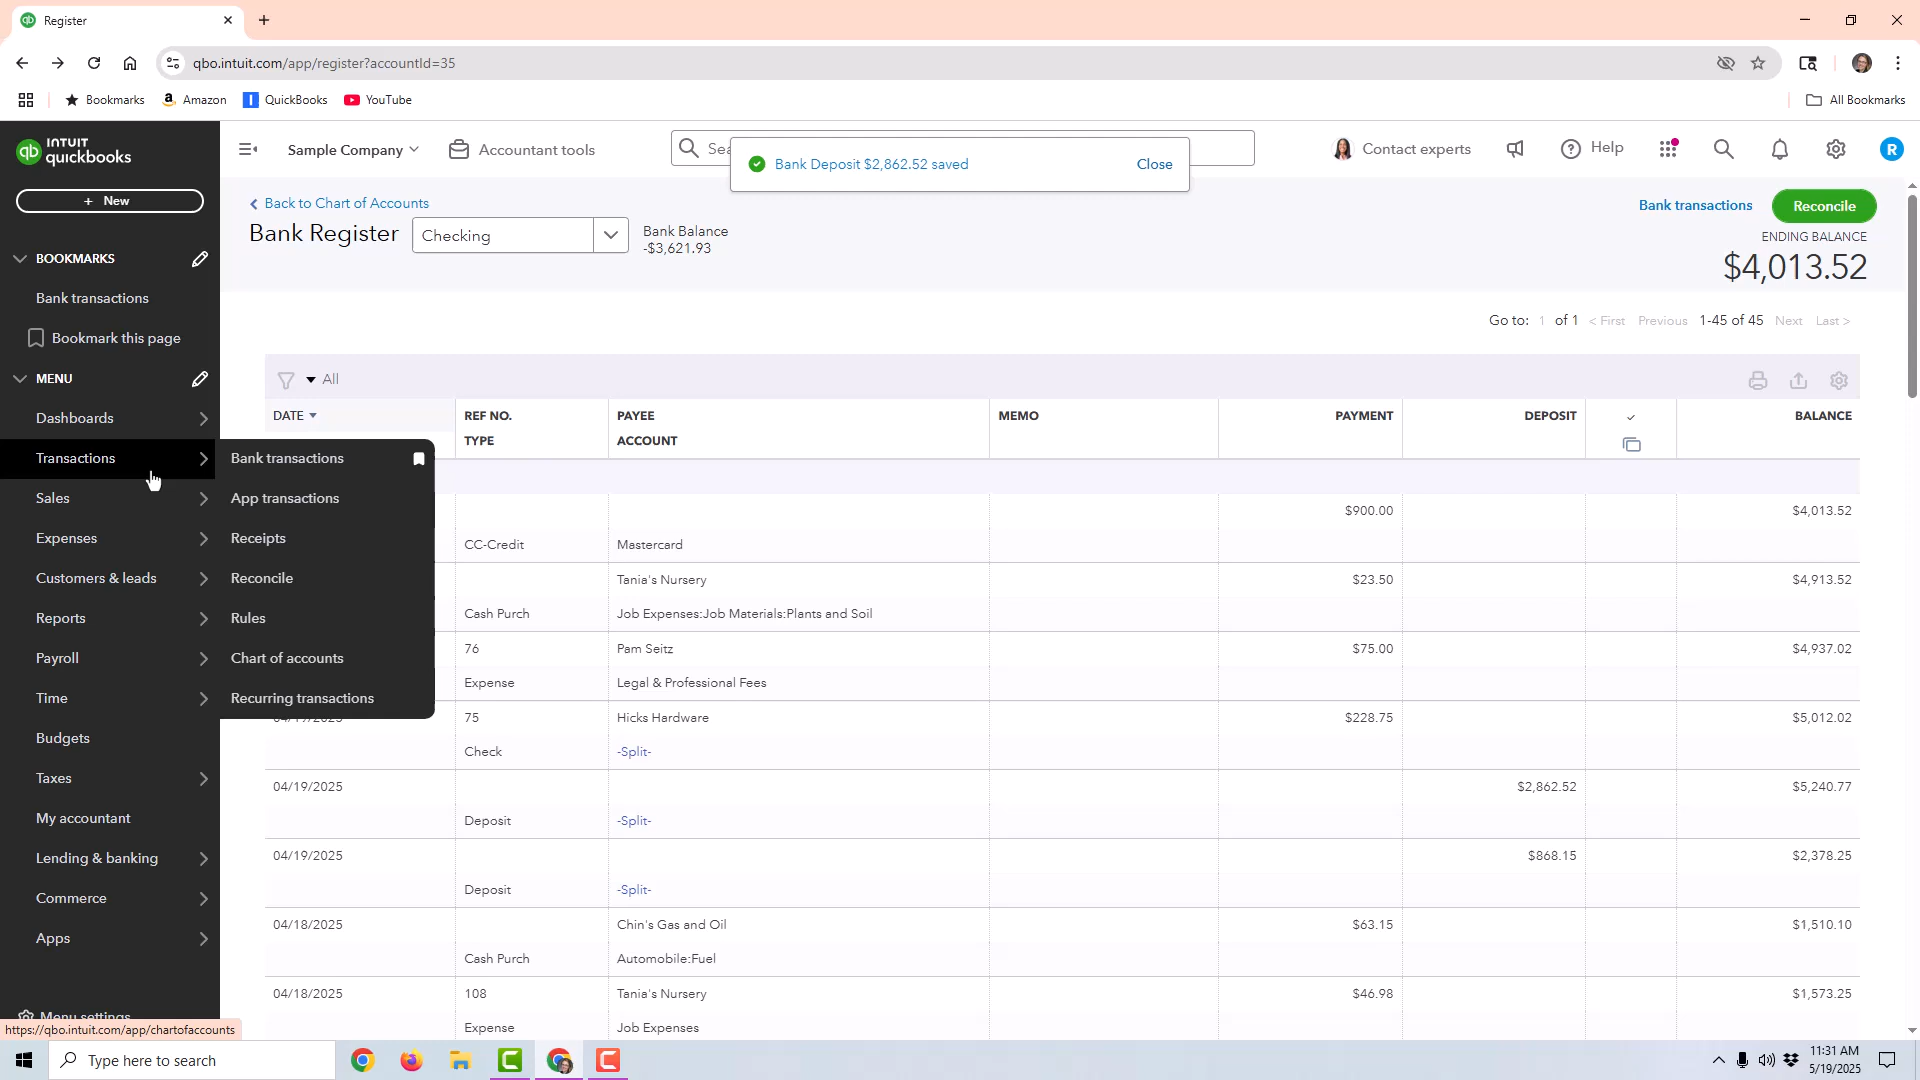 Register
qbo.intuit.com/app/register?accountId=35
Bookmarks
Amazon
QuickBooks
YouTube
All Bookmarks
INTUIT
quickbooks
Sample Company
Accountant tools
Bank Deposit $2,862.52 saved
Close
Contact experts
Help
R
+ New
BOOKMARKS
Bank transactions
Bookmark this page
MENU
Dashboards
Transactions
Sales
Expenses
Customers & leads
Reports
Payroll
Time
Budgets
Taxes
My accountant
Lending & banking
Commerce
Apps
Menu settings
Bank transactions
App transactions
Receipts
Reconcile
Rules
Chart of accounts
Recurring transactions
Back to Chart of Accounts
Bank Register
Checking
Bank Balance
-$3,621.93
Bank transactions
Reconcile
ENDING BALANCE
$4,013.52
Go to: 1 of 1 < First Previous 1-45 of 45 Next Last >
All
DATE REF NO. PAYEE MEMO PAYMENT DEPOSIT BALANCE
TYPE ACCOUNT
$900.00 $4,013.52
CC-Credit Mastercard
Tania's Nursery $23.50 $4,913.52
Cash Purch Job Expenses:Job Materials:Plants and Soil
76 Pam Seitz $75.00 $4,937.02
Expense Legal & Professional Fees
04/19/2025 75 Hicks Hardware $228.75 $5,012.02
Check -Split-
04/19/2025 $2,862.52 $5,240.77
Deposit -Split-
04/19/2025 $868.15 $2,378.25
Deposit -Split-
04/18/2025 Chin's Gas and Oil $63.15 $1,510.10
Cash Purch Automobile:Fuel
04/18/2025 108 Tania's Nursery $46.98 $1,573.25
Expense Job Expenses
https://qbo.intuit.com/app/chartofaccounts
Type here to search
11:31 AM
5/19/2025